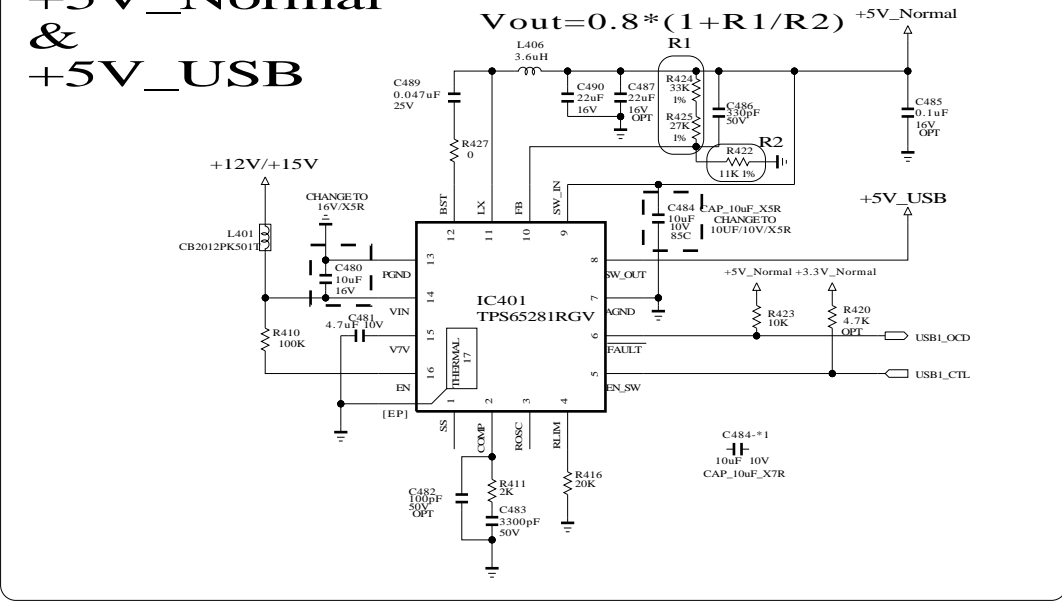 +5V_Normal
&
+5V_USB
Vout=0.8*(1+R1/R2)
+5V_Normal
R1
L406
3.6uH
C489
0.047uF
25V
C490
22uF
16V
C487
22uF
16V
OPT
R424
33K
1%
R425
27K
1%
C486
330pF
50V
C485
0.1uF
16V
OPT
R427
0
R2
R422
11K 1%
+12V/+15V
CHANGE TO
16V/X5R
L401
CB2012PK501T
BST
LX
FB
SW_IN
12
11
10
9
C484
10uF
10V
85C
CAP_10uF_X5R
CHANGE TO
10UF/10V/X5R
+5V_USB
C480
10uF
16V
PGND
13
VIN
14
V7V
15
EN
16
[EP]
C481
4.7uF 10V
R410
100K
IC401
TPS65281RGV
THERMAL
17
8
SW_OUT
7
AGND
6
FAULT
5
EN_SW
+5V_Normal
+3.3V_Normal
R423
10K
R420
4.7K
OPT
USB1_OCD
USB1_CTL
1
2
3
4
SS
COMP
ROSC
RLIM
C482
100pF
50V
OPT
R411
2K
C483
3300pF
50V
R416
20K
C484-*1
10uF 10V
CAP_10uF_X7R